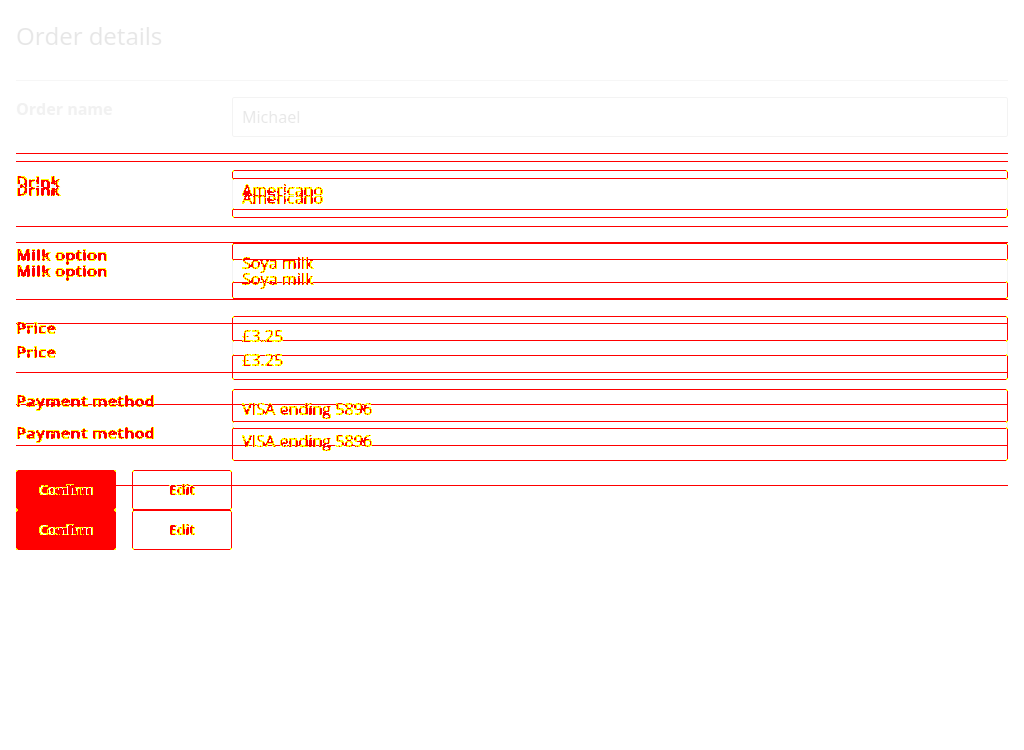 Order details
Order name
Michael
Drink
Drink
Americano
Americano
Milk option
Soya milk
Milk option
Soya milk
Price
£3.25
Price
£3.25
Payment method
VISA ending 5896
Payment method
VISA ending 5896
Confirm Edit
Confirm Edit